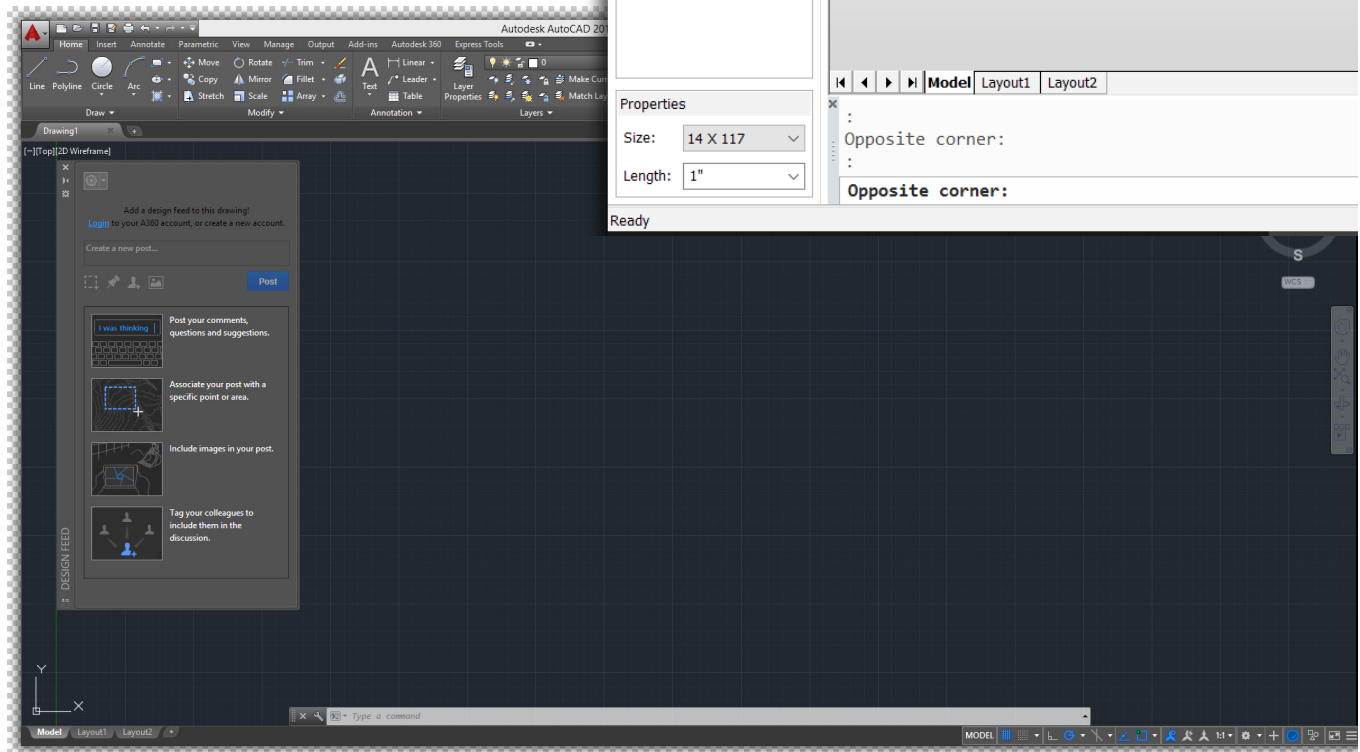 Autodesk AutoCAD 201
Home Insert Annotate Parametric View Manage Output Add-ins Autodesk 360 Express Tools
Line Polyline Circle Arc
Move Rotate Trim
Copy Mirror Fillet
Stretch Scale Array
Text
Linear
Leader
Table
Layer Properties
0
Make Cur
Match Lay
Draw Modify Annotation Layers
Drawing1
[−][Top][2D Wireframe]
Add a design feed to this drawing!
Login to your A360 account, or create a new account.
Create a new post...
Post
I was thinking
Post your comments,
questions and suggestions.
Associate your post with a
specific point or area.
Include images in your post.
Tag your colleagues to
include them in the
discussion.
DESIGN FEED
Y
X
Type a command
Model Layout1 Layout2 +
MODEL 1:1
S
WCS
Properties
Size: 14 X 117
Length: 1"
Ready
Model Layout1 Layout2
:
Opposite corner:
:
Opposite corner: